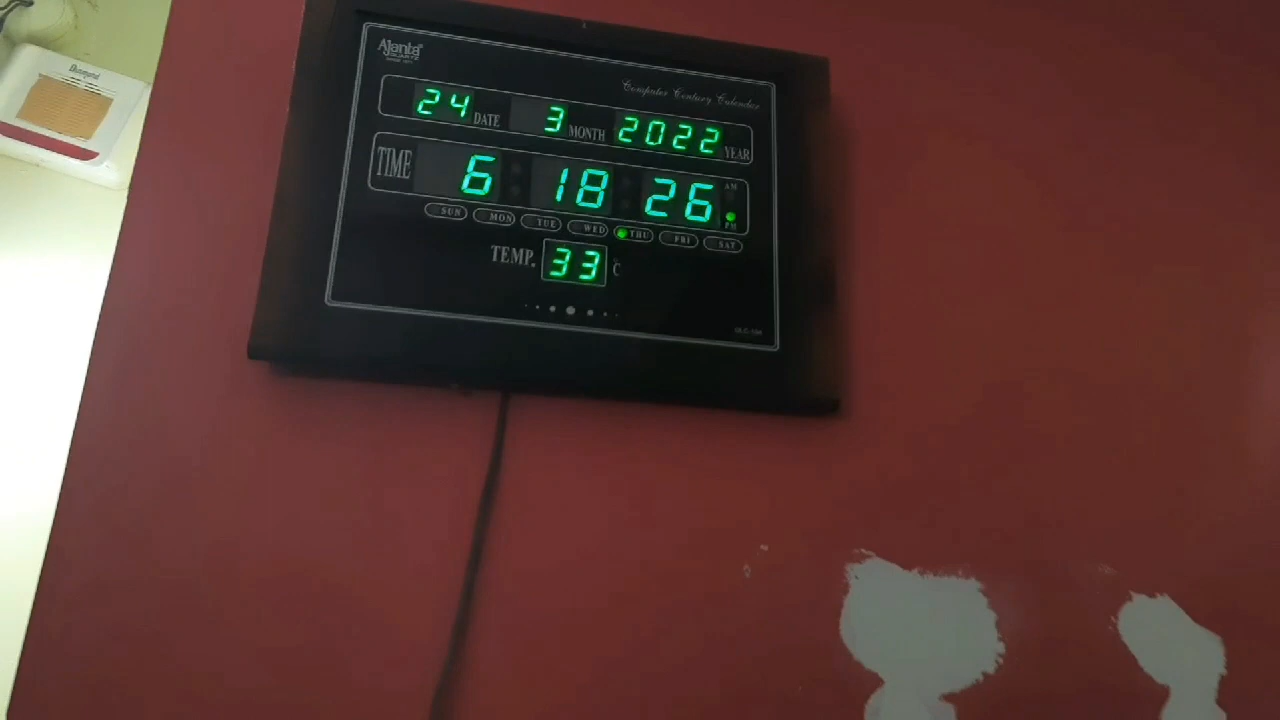 Ajanta
QUARTZ
Computer Century Calendar
24 DATE 3 MONTH 2022 YEAR
TIME 6 18 26 AM PM
SUN MON TUE WED THU FRI SAT
TEMP. 33 °C